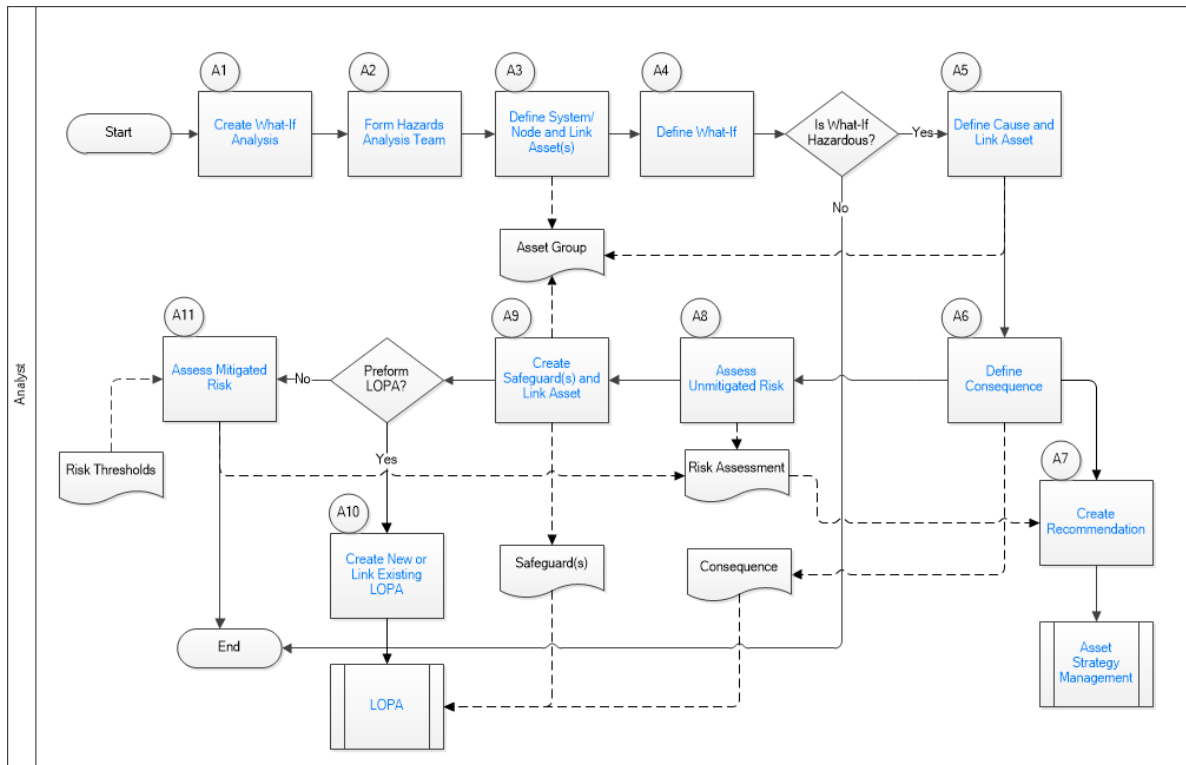 A1
A2
A3
A4
A5
Start
Create What-If
Analysis
Form Hazards
Analysis Team
Define System/
Node and Link
Asset(s)
Define What-If
Is What-If
Hazardous?
Yes
Define Cause and
Link Asset
No
Asset Group
A11
A9
A8
A6
Assess Mitigated
Risk
No
Preform
LOPA?
Create
Safeguard(s) and
Link Asset
Assess
Unmitigated Risk
Define
Consequence
Analyst
Yes
Risk Thresholds
Risk Assessment
A7
A10
Create
Recommendation
Create New or
Link Existing
LOPA
Safeguard(s)
Consequence
End
LOPA
Asset
Strategy
Management